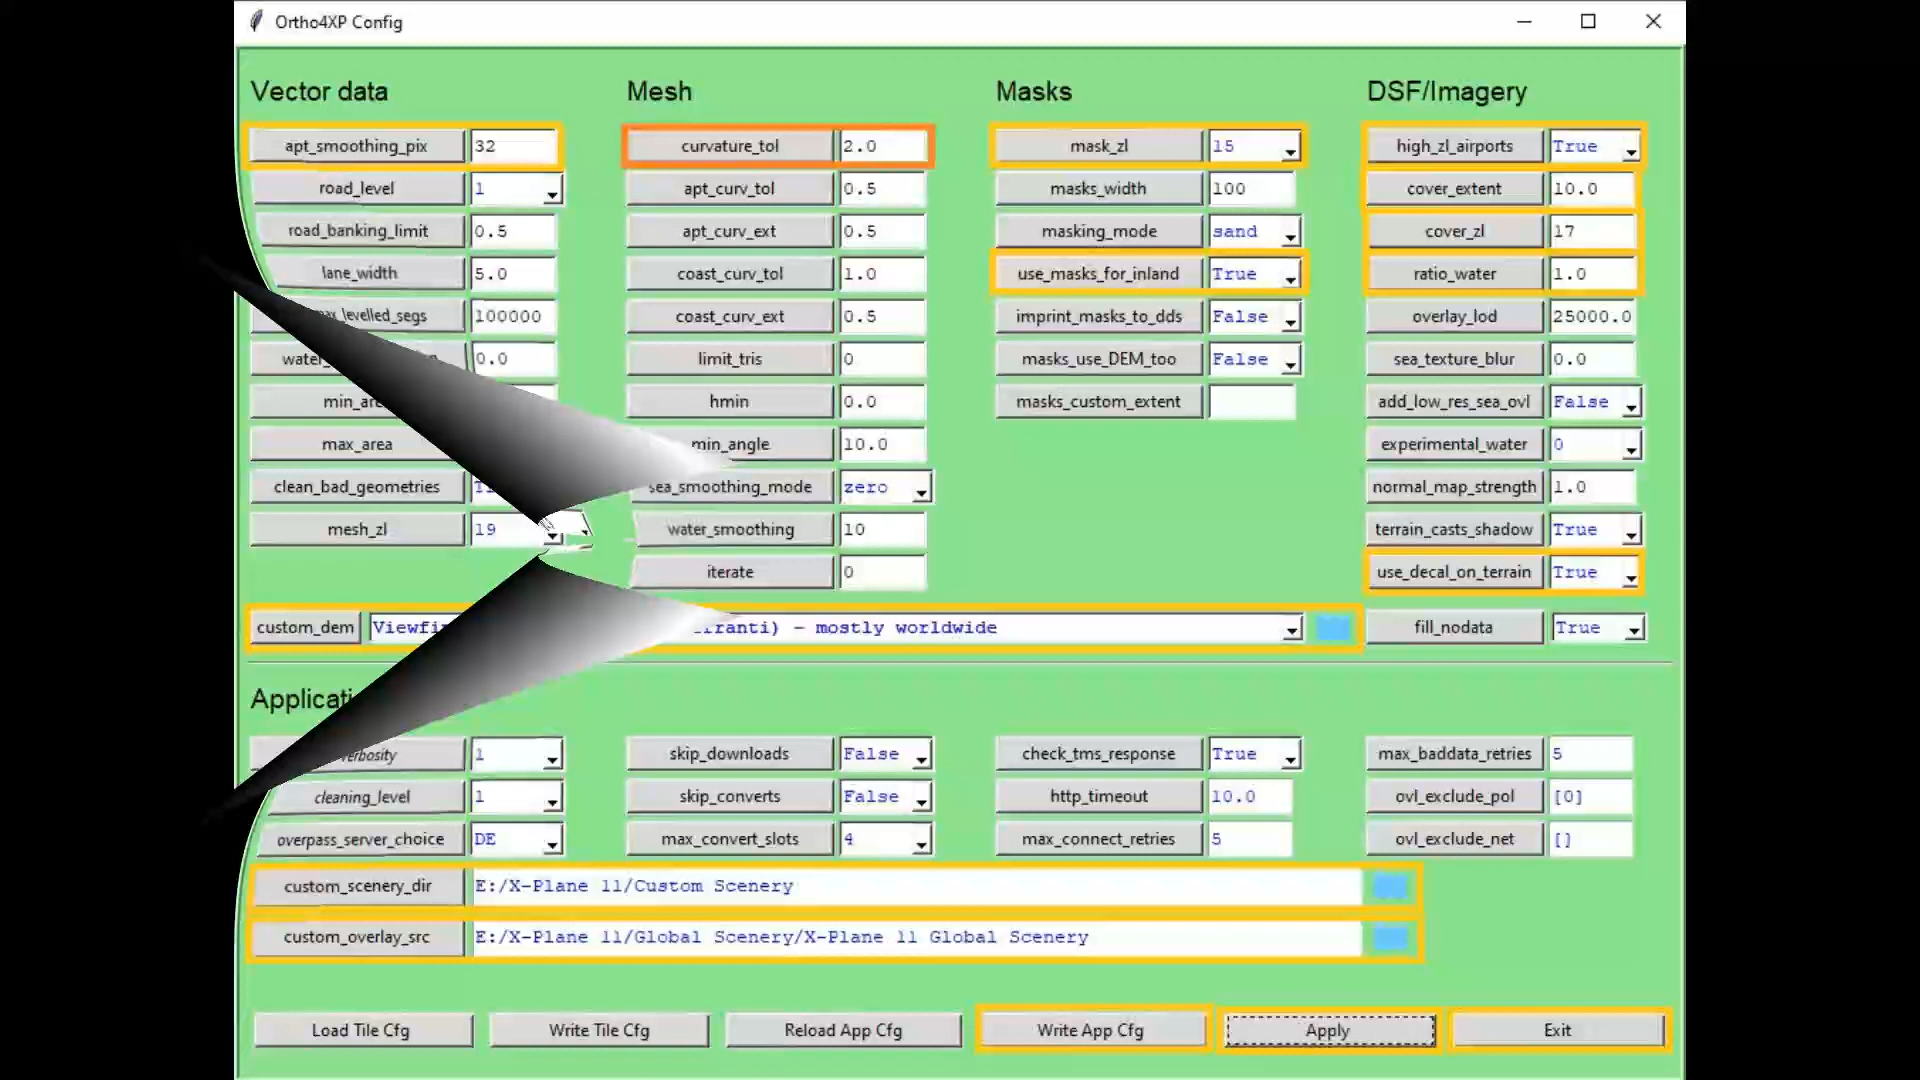 Ortho4XP Config
Vector data Mesh Masks DSF/Imagery
apt_smoothing_pix 32 curvature_tol 2.0 mask_zl 15 high_zl_airports True
road_level 1 apt_curv_tol 0.5 masks_width 100 cover_extent 10.0
road_banking_limit 0.5 apt_curv_ext 0.5 masking_mode sand cover_zl 17
lane_width 5.0 coast_curv_tol 1.0 use_masks_for_inland True ratio_water 1.0
levelled_segs 100000 coast_curv_ext 0.5 imprint_masks_to_dds False overlay_lod 25000.0
0.0 limit_tris 0 masks_use_DEM_too False sea_texture_blur 0.0
hmin 0.0 masks_custom_extent add_low_res_sea_ovl False
max_area min_angle 10.0 experimental_water 0
clean_bad_geometries sea_smoothing_mode zero normal_map_strength 1.0
mesh_zl 19 water_smoothing 10 terrain_casts_shadow True
iterate 0 use_decal_on_terrain True
custom_dem - mostly worldwide fill_nodata True
1 skip_downloads False check_tms_response True max_baddata_retries 5
cleaning_level 1 skip_converts False http_timeout 10.0 ovl_exclude_pol [0]
overpass_server_choice DE max_convert_slots 4 max_connect_retries 5 ovl_exclude_net []
custom_scenery_dir E:/X-Plane 11/Custom Scenery
custom_overlay_src E:/X-Plane 11/Global Scenery/X-Plane 11 Global Scenery
Load Tile Cfg Write Tile Cfg Reload App Cfg Write App Cfg Apply Exit